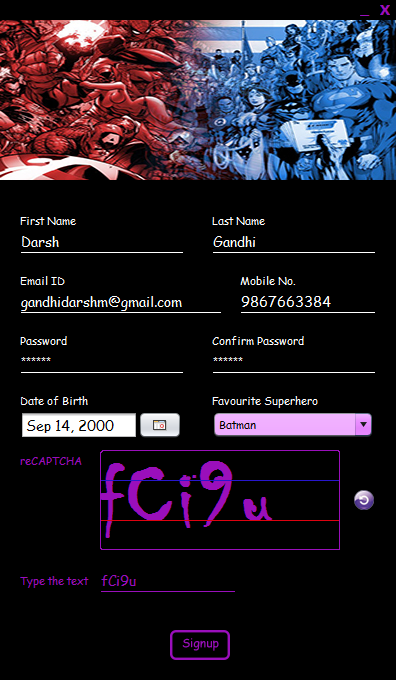 _ X
First Name Last Name
Darsh Gandhi
Email ID Mobile No.
gandhidarshm@gmail.com 9867663384
Password Confirm Password
****** ******
Date of Birth Favourite Superhero
Sep 14, 2000 Batman
reCAPTCHA fCi9u
Type the text fCi9u
Signup